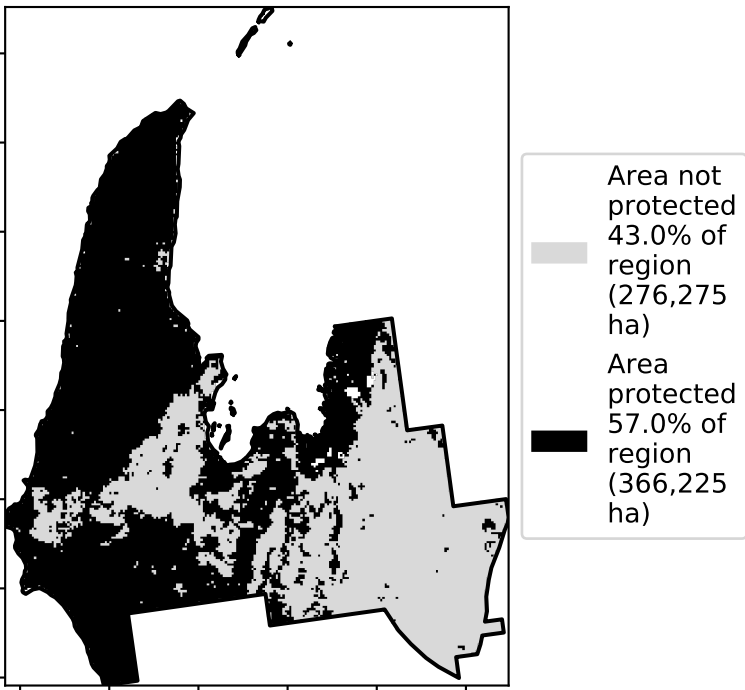 Area not
protected
43.0% of
region
(276,275
ha)
Area
protected
57.0% of
region
(366,225
ha)